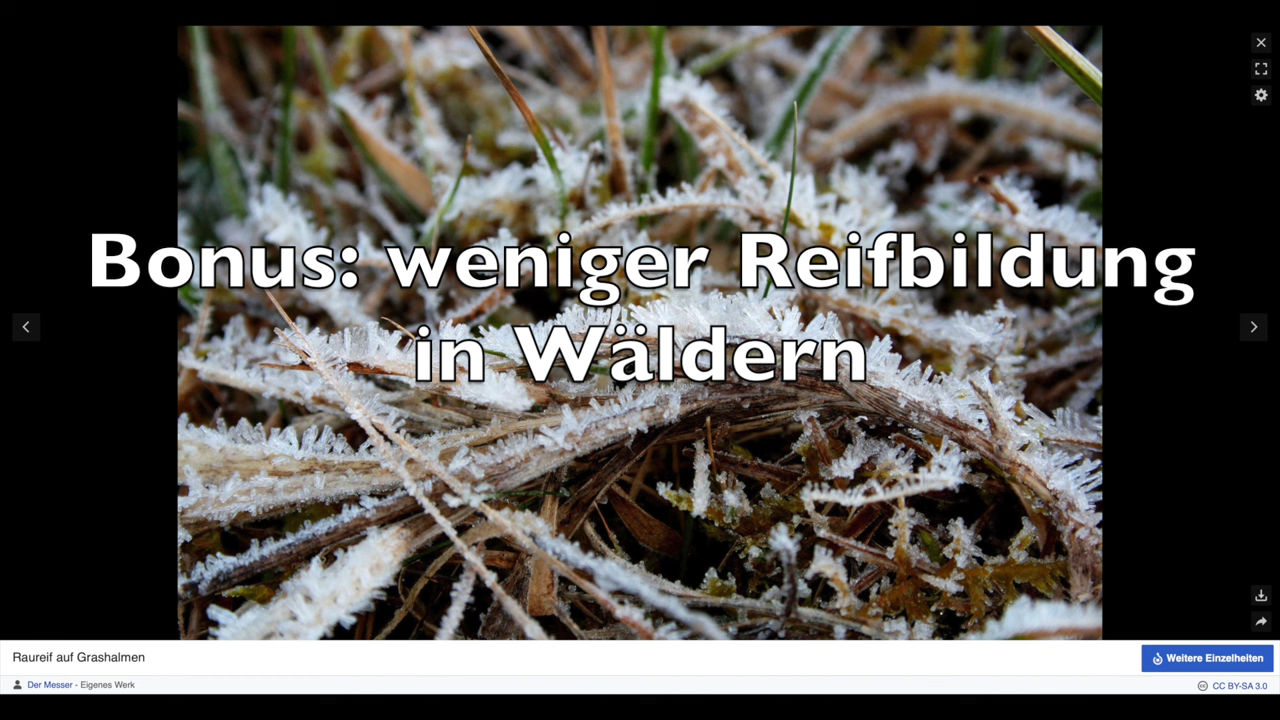 Bonus: weniger Reifbildung
in Wäldern
Raureif auf Grashalmen
Weitere Einzelheiten
Der Messer - Eigenes Werk
CC BY-SA 3.0